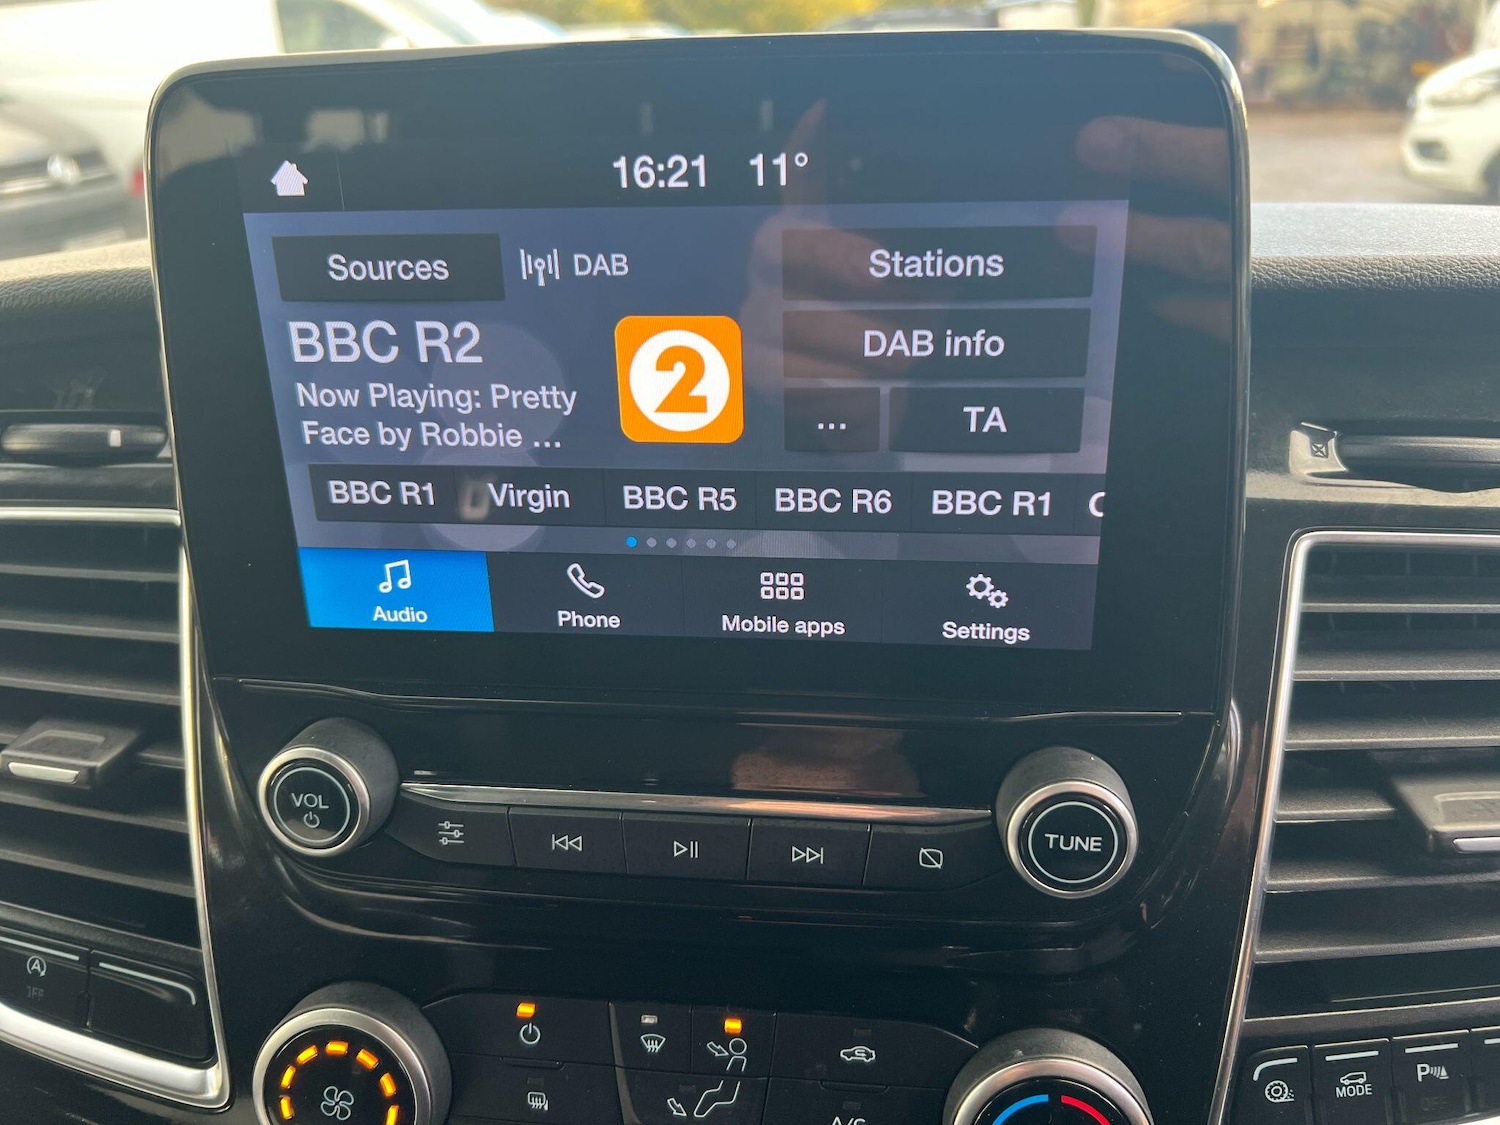 16:21 11°
Sources DAB Stations
BBC R2
2
DAB info
Now Playing: Pretty
Face by Robbie ...
... TA
BBC R1 Virgin BBC R5 BBC R6 BBC R1
Audio Phone Mobile apps Settings
VOL
TUNE
A
MODE
P
A/C